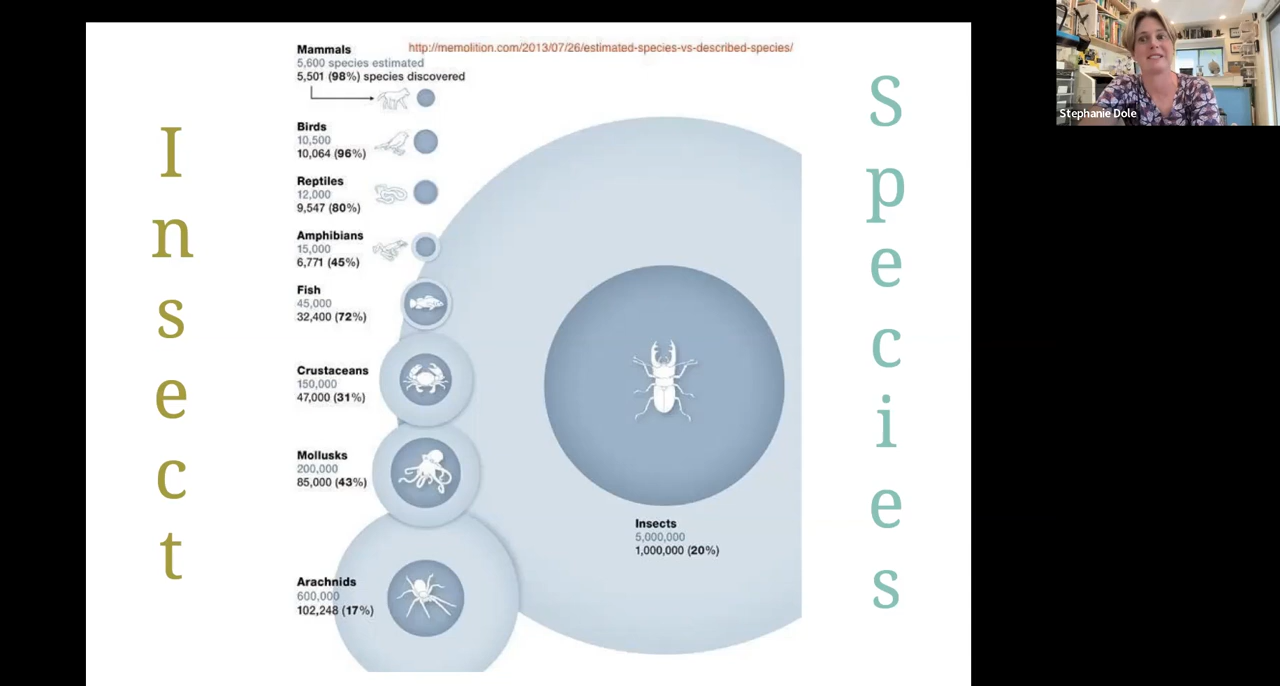 Insect
Species
http://memolition.com/2013/07/26/estimated-species-vs-described-species/
Mammals
5,600 species estimated
5,501 (98%) species discovered
Birds
10,500
10,064 (96%)
Reptiles
12,000
9,547 (80%)
Amphibians
15,000
6,771 (45%)
Fish
45,000
32,400 (72%)
Crustaceans
150,000
47,000 (31%)
Mollusks
200,000
85,000 (43%)
Arachnids
600,000
102,248 (17%)
Insects
5,000,000
1,000,000 (20%)
Stephanie Dole